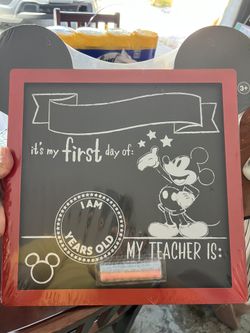 3+
it's my first day of:
I AM
YEARS OLD
MY TEACHER IS: